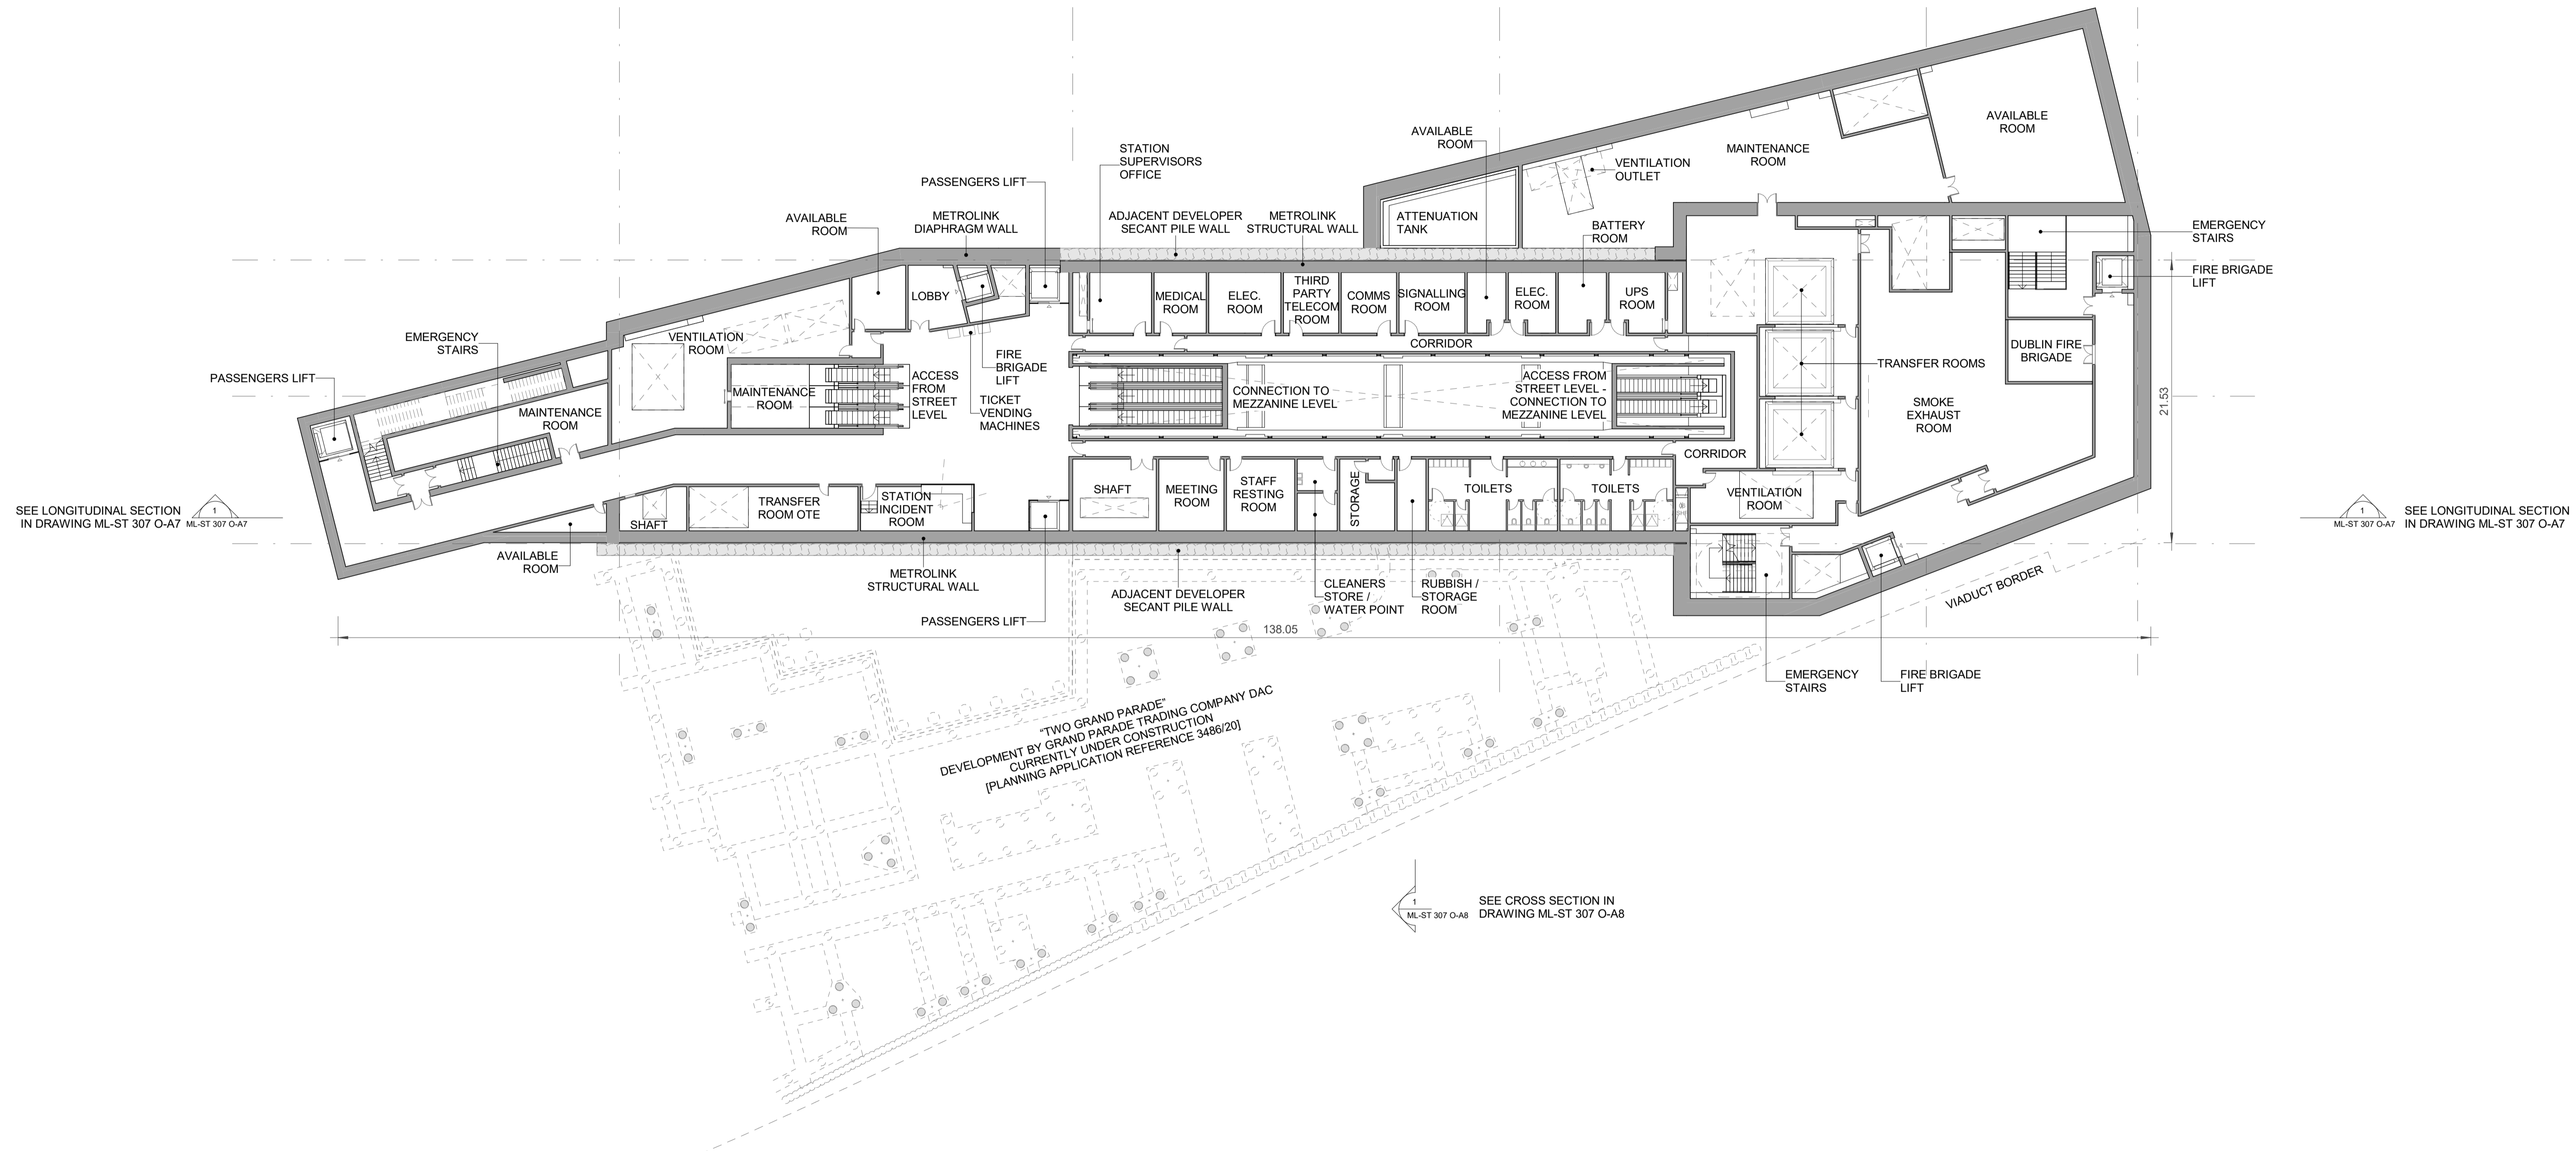 AVAILABLE
ROOM
AVAILABLE
ROOM
MAINTENANCE
ROOM
STATION
SUPERVISORS
OFFICE
VENTILATION
OUTLET
PASSENGERS LIFT
AVAILABLE
ROOM
METROLINK
DIAPHRAGM WALL
ADJACENT DEVELOPER
SECANT PILE WALL
METROLINK
STRUCTURAL WALL
ATTENUATION
TANK
BATTERY
ROOM
EMERGENCY
STAIRS
FIRE BRIGADE
LIFT
LOBBY
MEDICAL
ROOM
ELEC.
ROOM
THIRD
PARTY
TELECOM
ROOM
COMMS
ROOM
SIGNALLING
ROOM
ELEC.
ROOM
UPS
ROOM
EMERGENCY
STAIRS
VENTILATION
ROOM
CORRIDOR
DUBLIN FIRE
BRIGADE
FIRE
BRIGADE
LIFT
TRANSFER ROOMS
PASSENGERS LIFT
ACCESS
FROM
STREET
LEVEL
MAINTENANCE
ROOM
CONNECTION TO
MEZZANINE LEVEL
ACCESS FROM
STREET LEVEL -
CONNECTION TO
MEZZANINE LEVEL
TICKET
VENDING
MACHINES
MAINTENANCE
ROOM
SMOKE
EXHAUST
ROOM
21.53
CORRIDOR
SHAFT
MEETING
ROOM
STAFF
RESTING
ROOM
STORAGE
TOILETS
TOILETS
VENTILATION
ROOM
TRANSFER
ROOM OTE
STATION
INCIDENT
ROOM
SHAFT
SEE LONGITUDINAL SECTION
IN DRAWING ML-ST 307 O-A7
1
ML-ST 307 O-A7
1
ML-ST 307 O-A7
SEE LONGITUDINAL SECTION
IN DRAWING ML-ST 307 O-A7
AVAILABLE
ROOM
METROLINK
STRUCTURAL WALL
ADJACENT DEVELOPER
SECANT PILE WALL
CLEANERS
STORE /
WATER POINT
RUBBISH /
STORAGE
ROOM
VIADUCT BORDER
PASSENGERS LIFT
138.05
EMERGENCY
STAIRS
FIRE BRIGADE
LIFT
"TWO GRAND PARADE"
DEVELOPMENT BY GRAND PARADE TRADING COMPANY DAC
CURRENTLY UNDER CONSTRUCTION
[PLANNING APPLICATION REFERENCE 3486/20]
1
ML-ST 307 O-A8
SEE CROSS SECTION IN
DRAWING ML-ST 307 O-A8